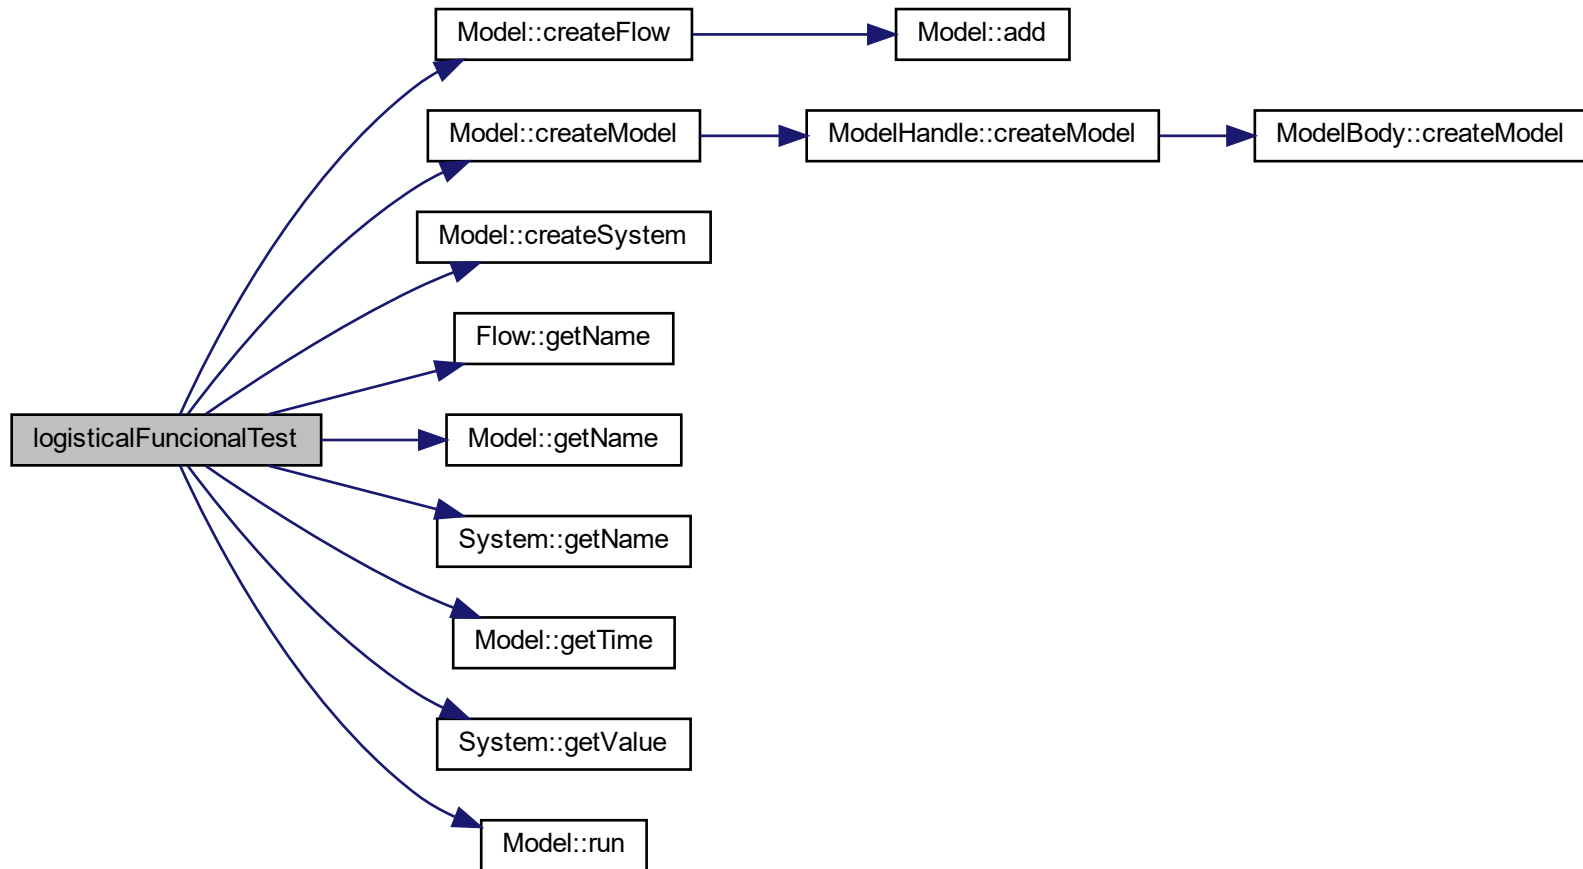 Model::createFlow
Model::add
Model::createModel
ModelHandle::createModel
ModelBody::createModel
Model::createSystem
Flow::getName
logisticalFuncionalTest
Model::getName
System::getName
Model::getTime
System::getValue
Model::run